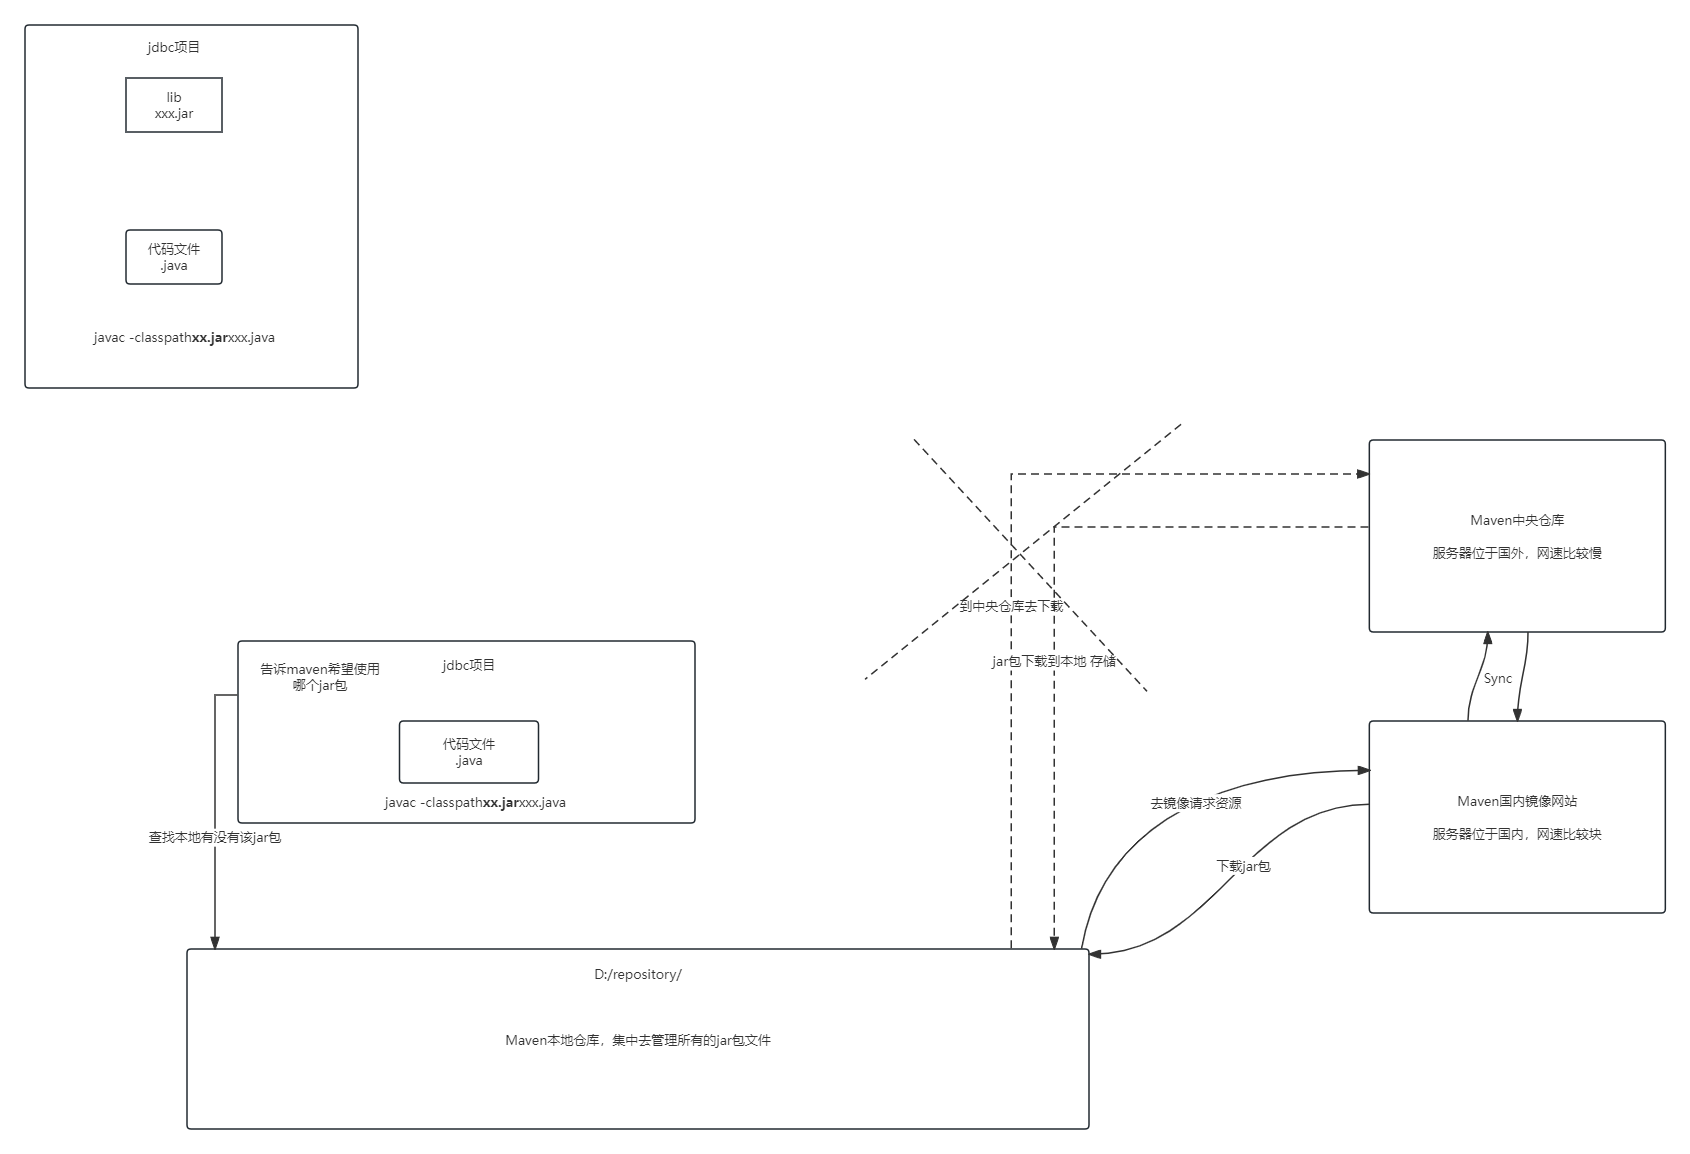 jdbc项目
lib
xxx.jar
代码文件
.java
javac -classpathxx.jarxxx.java
Maven中央仓库
服务器位于国外，网速比较慢
到中央仓库去下载
jar包下载到本地 存储
Sync
告诉maven希望使用
哪个jar包
jdbc项目
代码文件
.java
javac -classpathxx.jarxxx.java
查找本地有没有该jar包
去镜像请求资源
下载jar包
Maven国内镜像网站
服务器位于国内，网速比较块
D:/repository/
Maven本地仓库，集中去管理所有的jar包文件